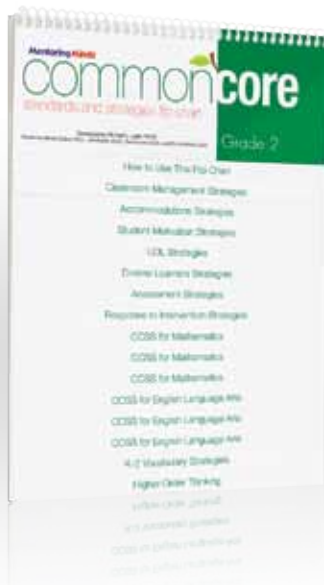 Mentoring Minds
commoncore
standards and strategies flip chart
Grade 2
How to Use This Flip Chart
Classroom Management Strategies
Accommodations Strategies
Student Motivation Strategies
UDL Strategies
Diverse Learners Strategies
Assessment Strategies
Response to Intervention Strategies
CCSS for Mathematics
CCSS for Mathematics
CCSS for Mathematics
CCSS for English Language Arts
CCSS for English Language Arts
CCSS for English Language Arts
K-2 Vocabulary Strategies
Higher Order Thinking